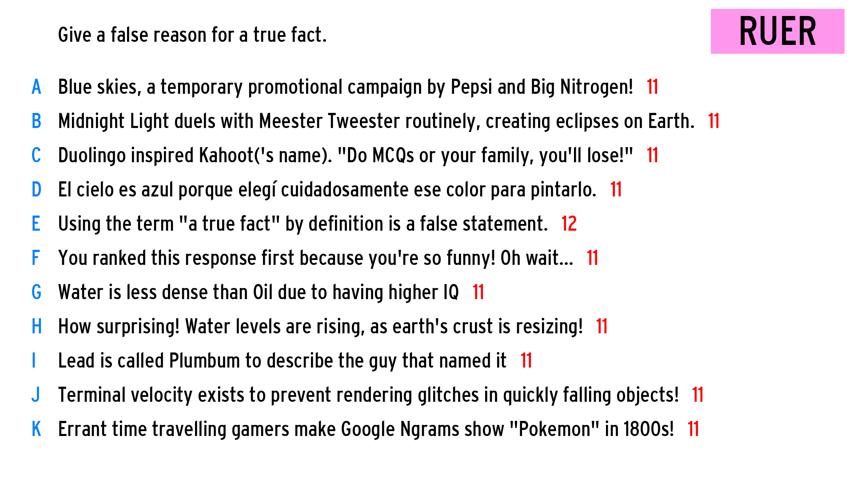 Give a false reason for a true fact.
RUER
A Blue skies, a temporary promotional campaign by Pepsi and Big Nitrogen! 11
B Midnight Light duels with Meester Tweester routinely, creating eclipses on Earth. 11
C Duolingo inspired Kahoot('s name). "Do MCQs or your family, you'll lose!" 11
D El cielo es azul porque elegí cuidadosamente ese color para pintarlo. 11
E Using the term "a true fact" by definition is a false statement. 12
F You ranked this response first because you're so funny! Oh wait... 11
G Water is less dense than Oil due to having higher IQ 11
H How surprising! Water levels are rising, as earth's crust is resizing! 11
I Lead is called Plumbum to describe the guy that named it 11
J Terminal velocity exists to prevent rendering glitches in quickly falling objects! 11
K Errant time travelling gamers make Google Ngrams show "Pokemon" in 1800s! 11